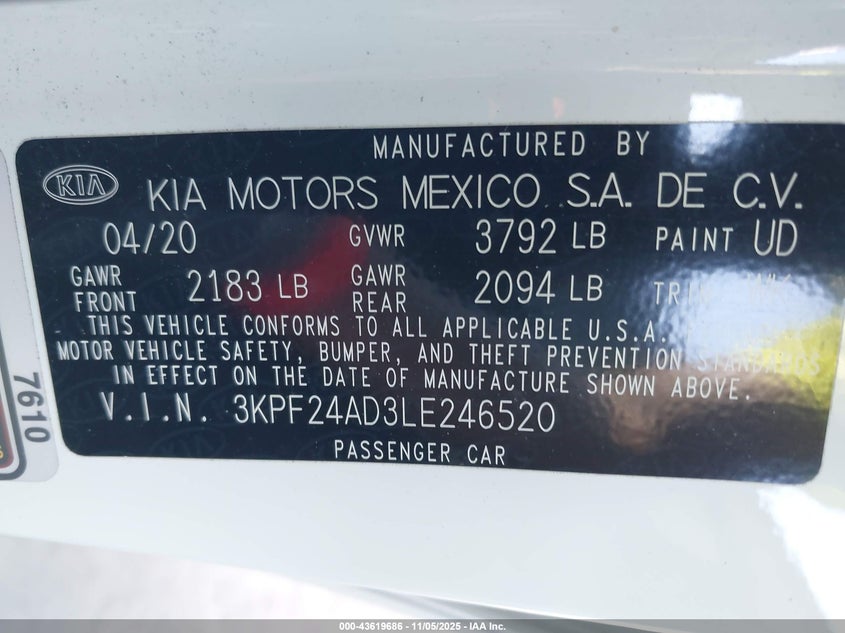 MANUFACTURED BY
KIA KIA MOTORS MEXICO S.A. DE C.V.
04/20 GVWR 3792 LB PAINT UD
GAWR FRONT 2183 LB GAWR REAR 2094 LB TRIM
THIS VEHICLE CONFORMS TO ALL APPLICABLE U.S.A.
MOTOR VEHICLE SAFETY, BUMPER, AND THEFT PREVENTION STANDARDS
IN EFFECT ON THE DATE OF MANUFACTURE SHOWN ABOVE.
V.I.N. 3KPF24AD3LE246520
PASSENGER CAR
7610
000-43619686 - 11/05/2025 - IAA Inc.